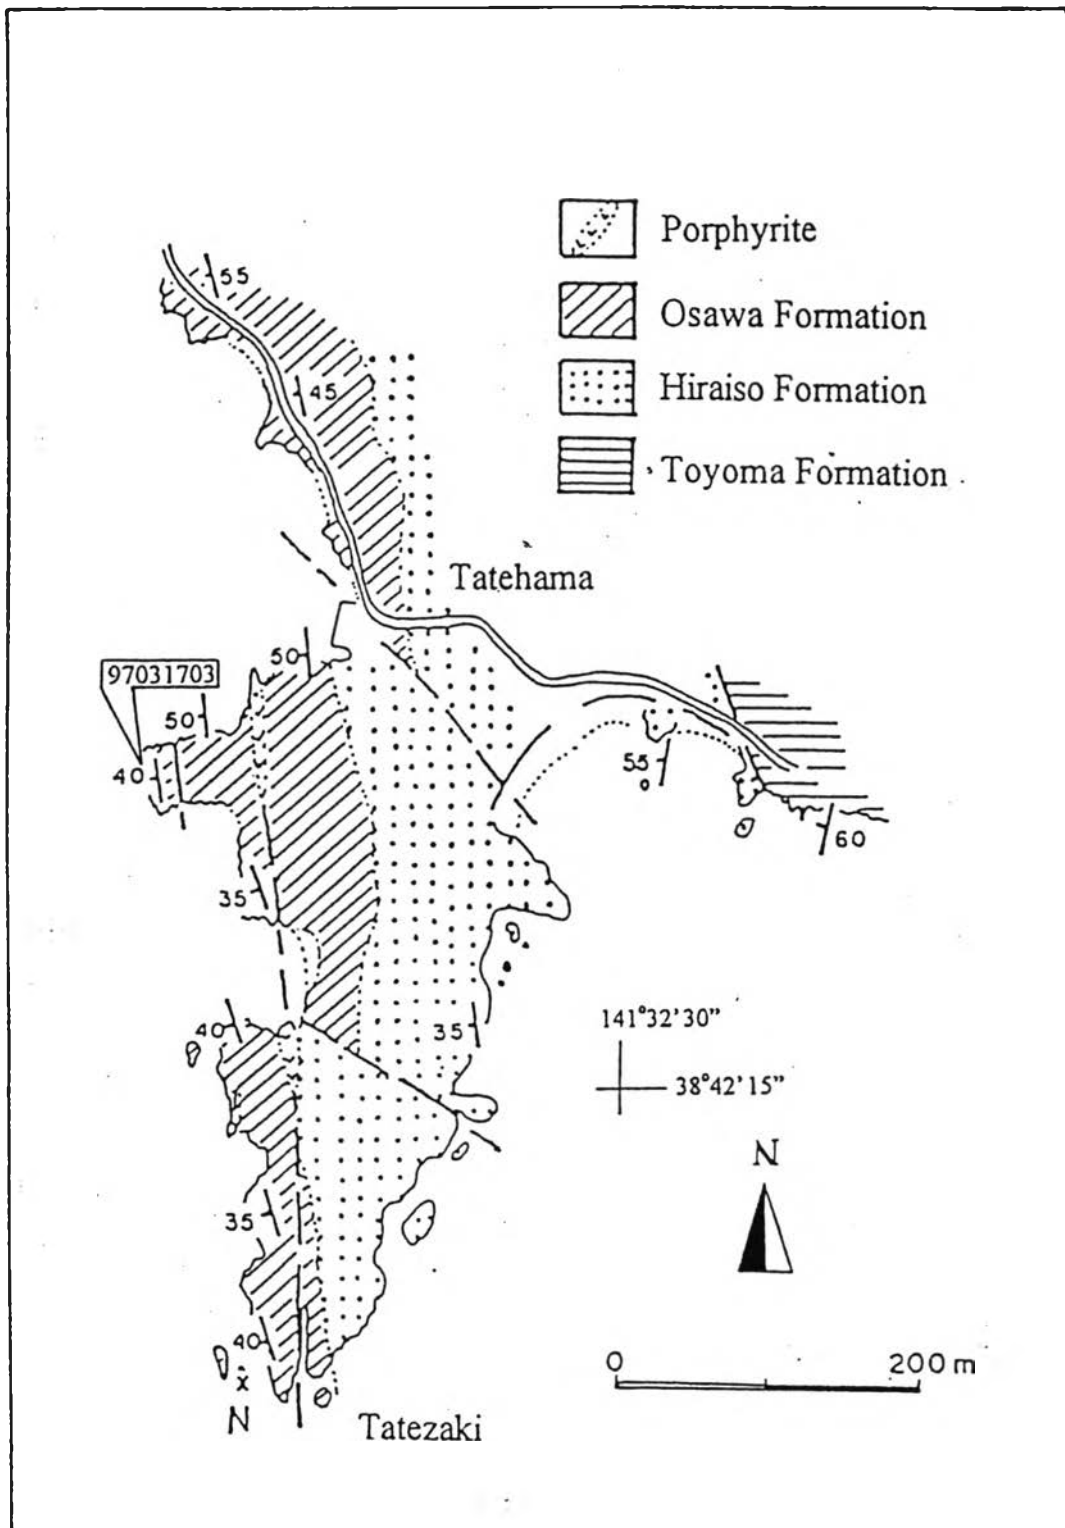 Porphyrite
55
Osawa Formation
45
Hiraiso Formation
Toyoma Formation
Tatehama
50
97031703
50
40
55
60
35
35
141°32'30"
40
38°42'15"
N
35
40
0 200 m
N
Tatezaki